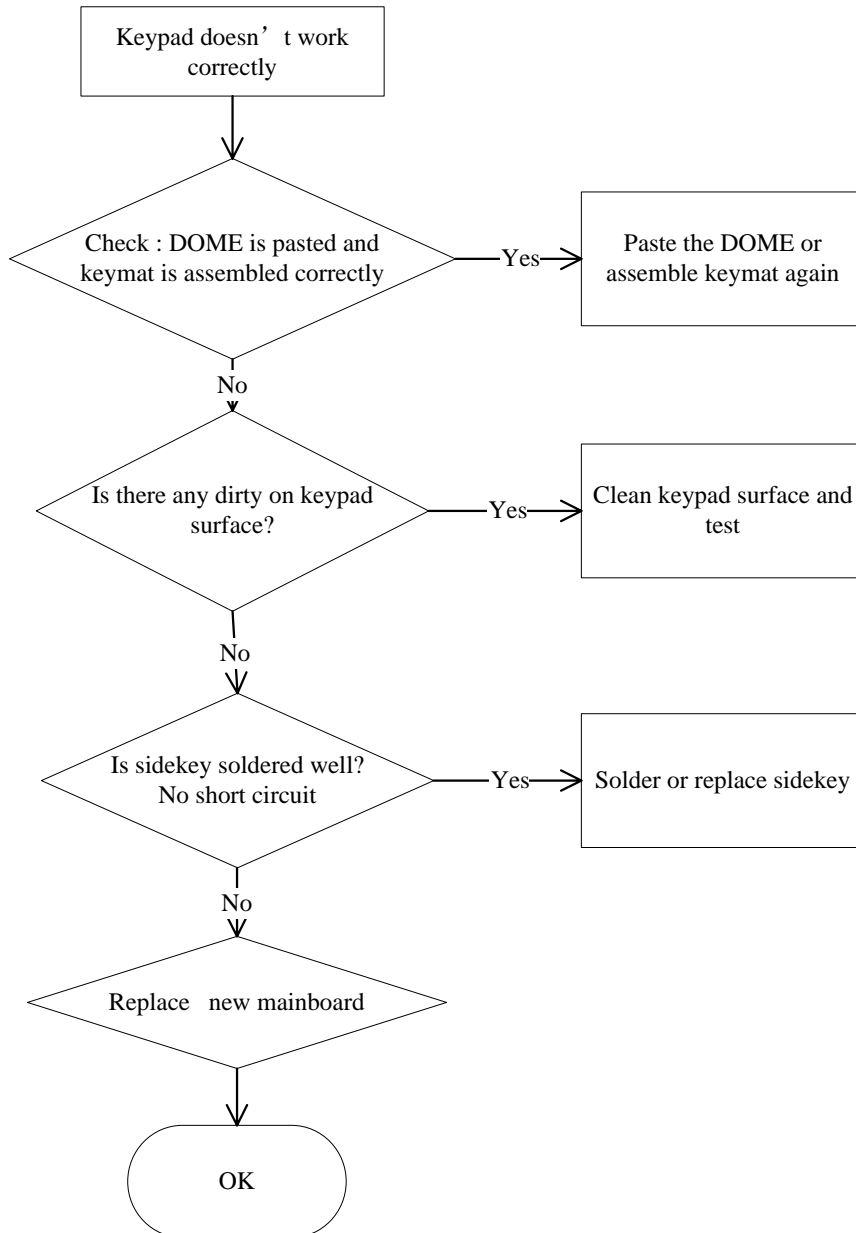 Keypad doesn’t work
correctly
Check : DOME is pasted and
keymat is assembled correctly
Yes
Paste the DOME or
assemble keymat again
No
Is there any dirty on keypad
surface?
Yes
Clean keypad surface and
test
No
Is sidekey soldered well?
No short circuit
Yes
Solder or replace sidekey
No
Replace new mainboard
OK